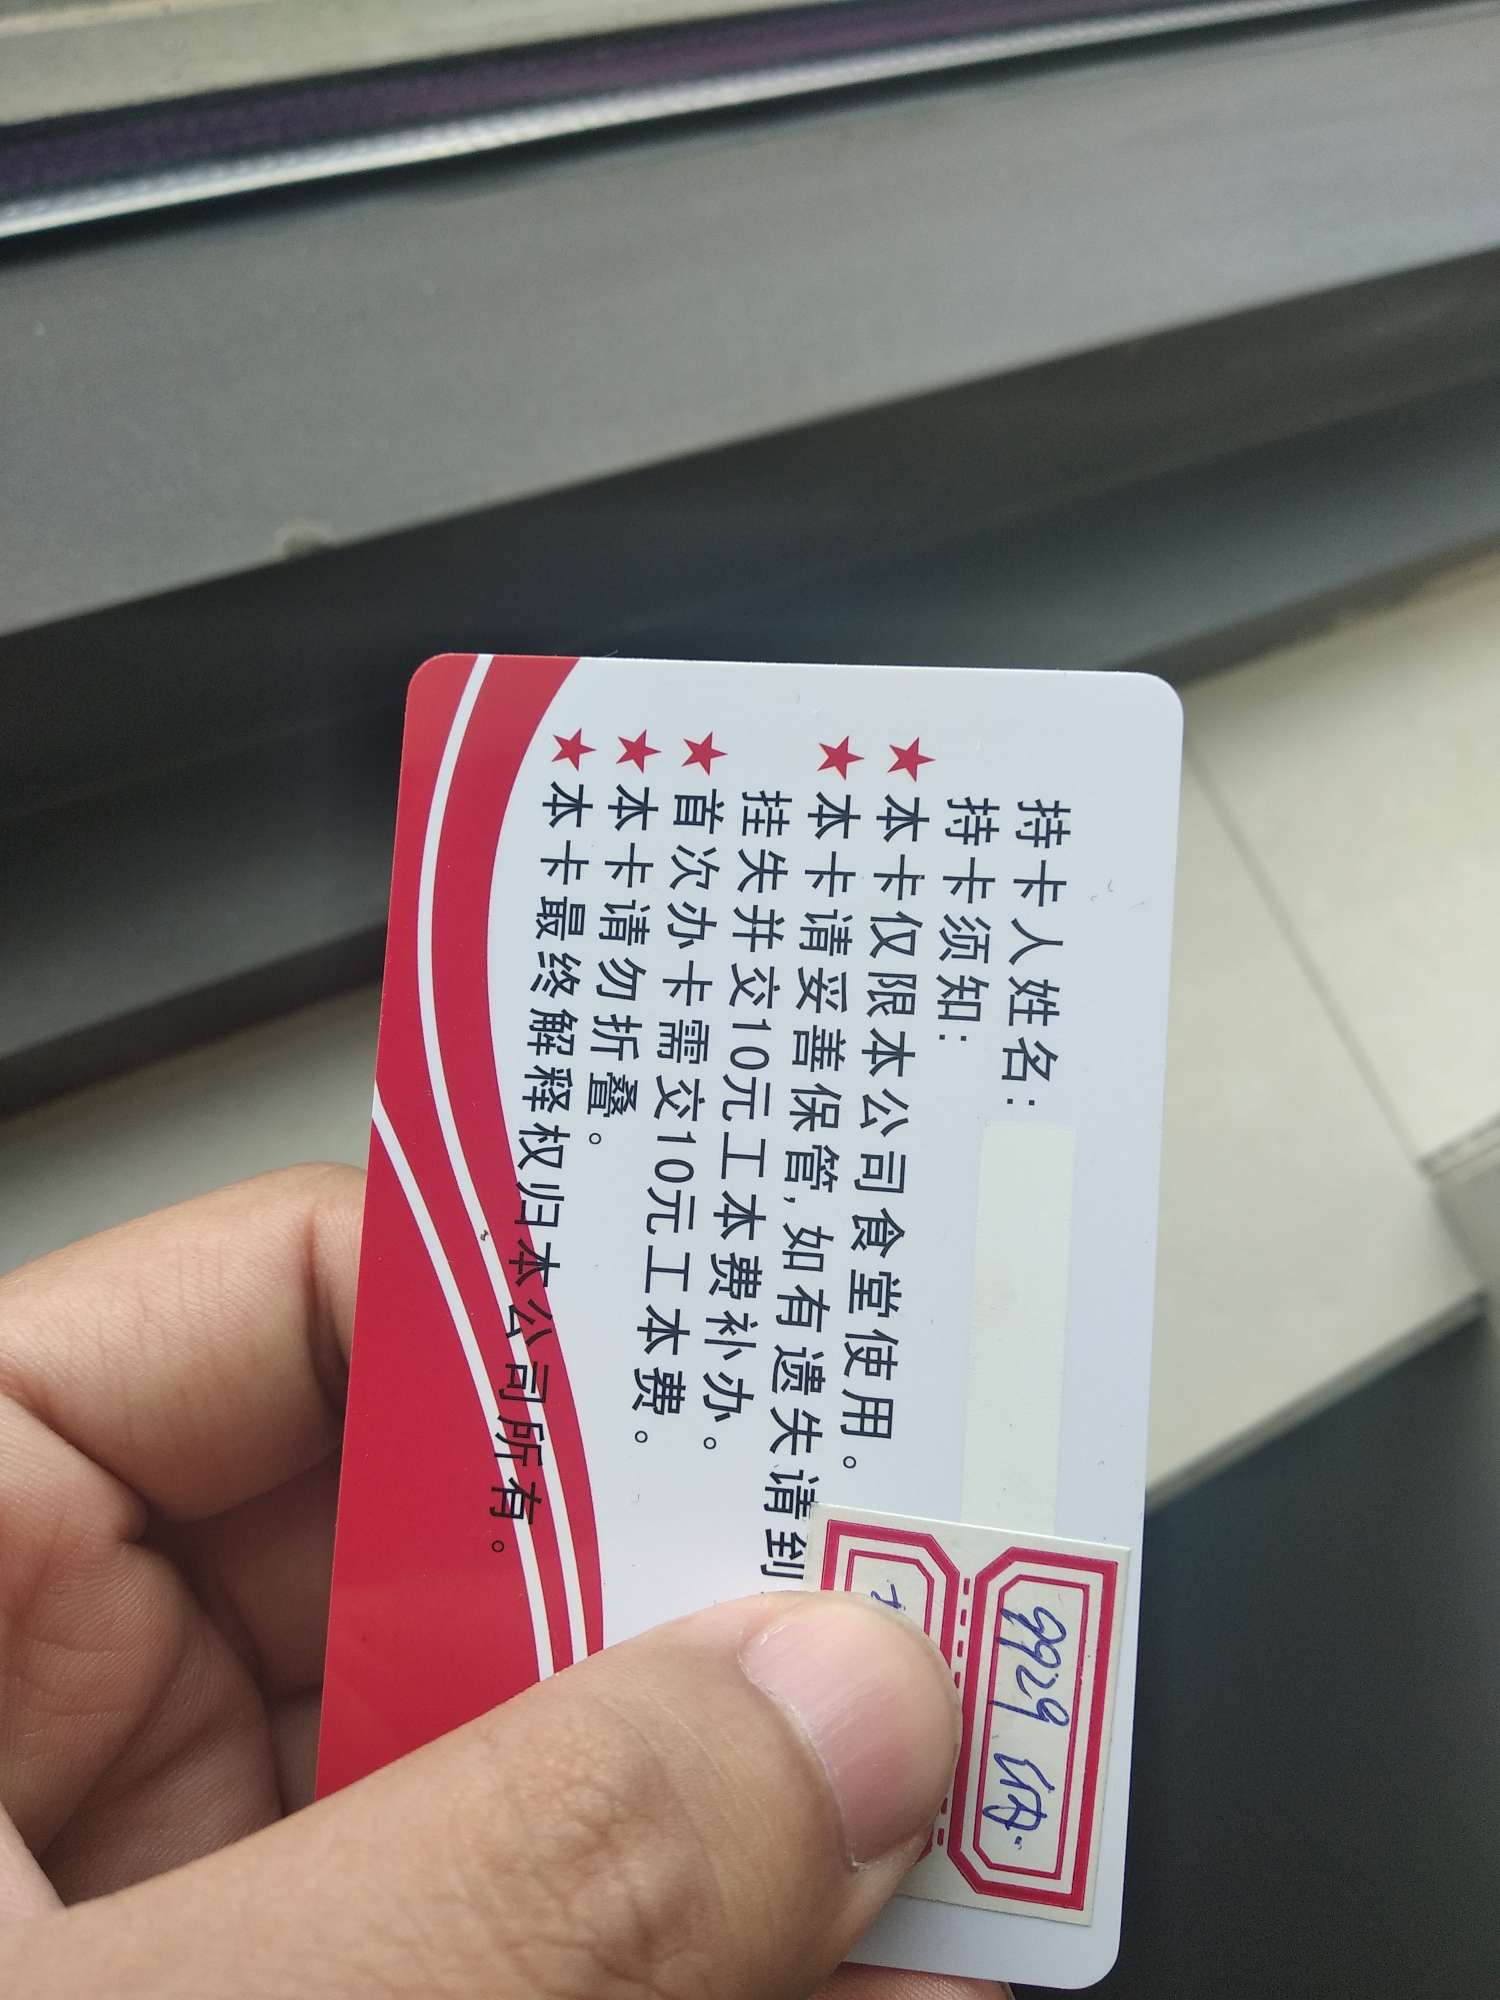 持卡人姓名：
持卡须知：
★本卡仅限本公司食堂使用。
★本卡请妥善保管，如有遗失请到
挂失并交10元工本费补办。
★首次办卡需交10元工本费。
★本卡请勿折叠。
★本卡最终解释权归本公司所有。
9929